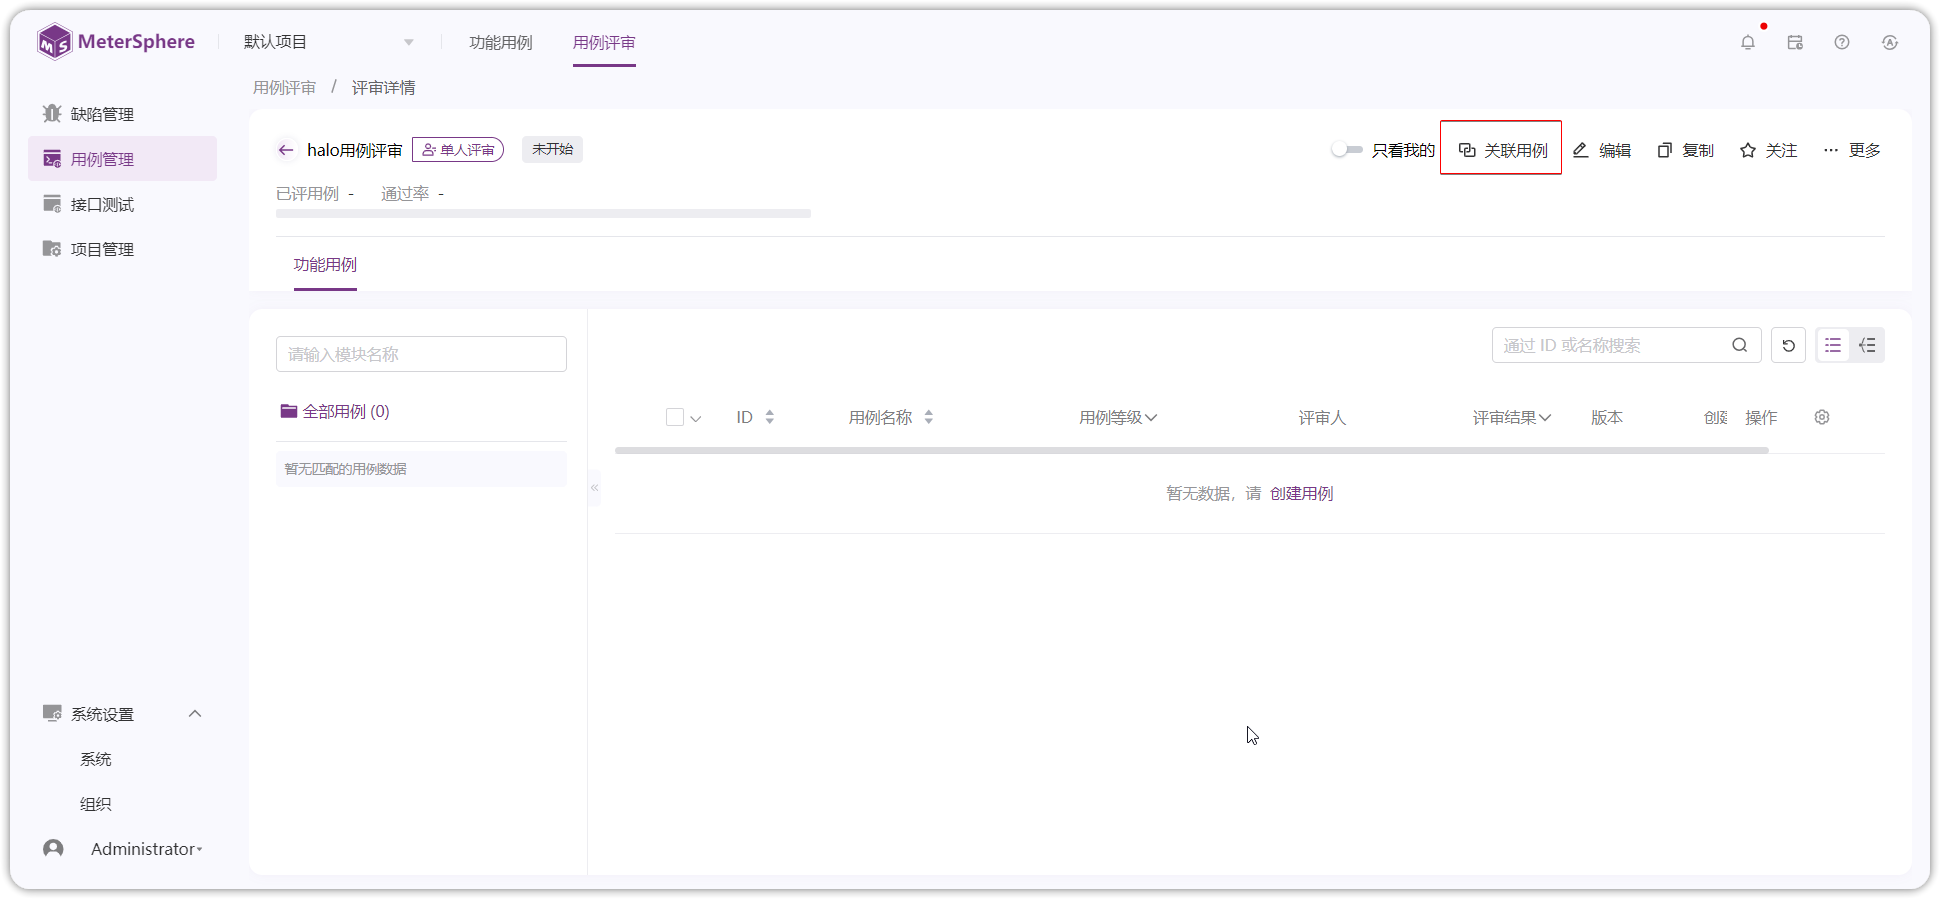 MeterSphere 默认项目 功能用例 用例评审
用例评审 / 评审详情
缺陷管理
用例管理
接口测试
项目管理
halo用例评审 单人评审 未开始 只看我的 关联用例 编辑 复制 关注 ··· 更多
已评用例 - 通过率 -
功能用例
请输入模块名称
全部用例 (0)
暂无匹配的用例数据
通过 ID 或名称搜索
ID 用例名称 用例等级 评审人 评审结果 版本 创建 操作
暂无数据，请 创建用例
系统设置
系统
组织
Administrator